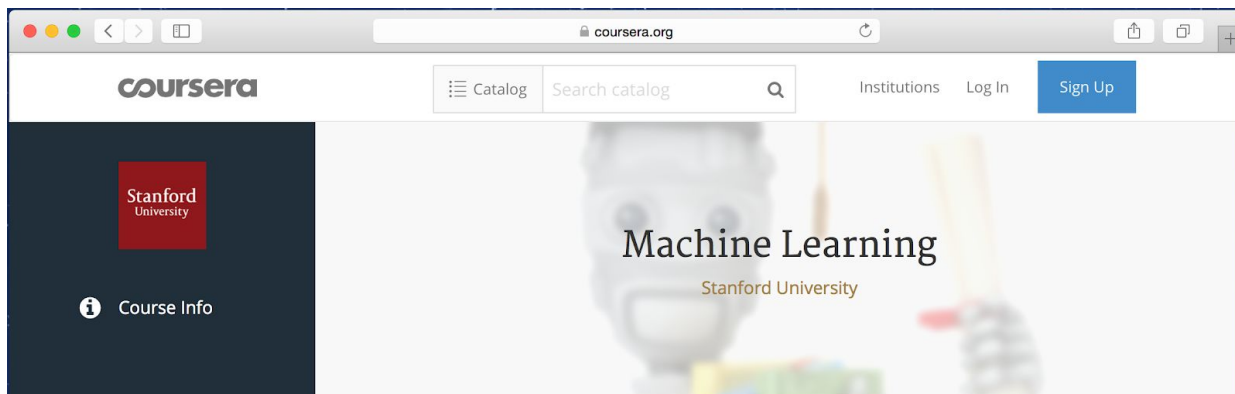 coursera.org
coursera
Catalog
Search catalog
Institutions
Log In
Sign Up
Stanford
University
Machine Learning
Stanford University
Course Info